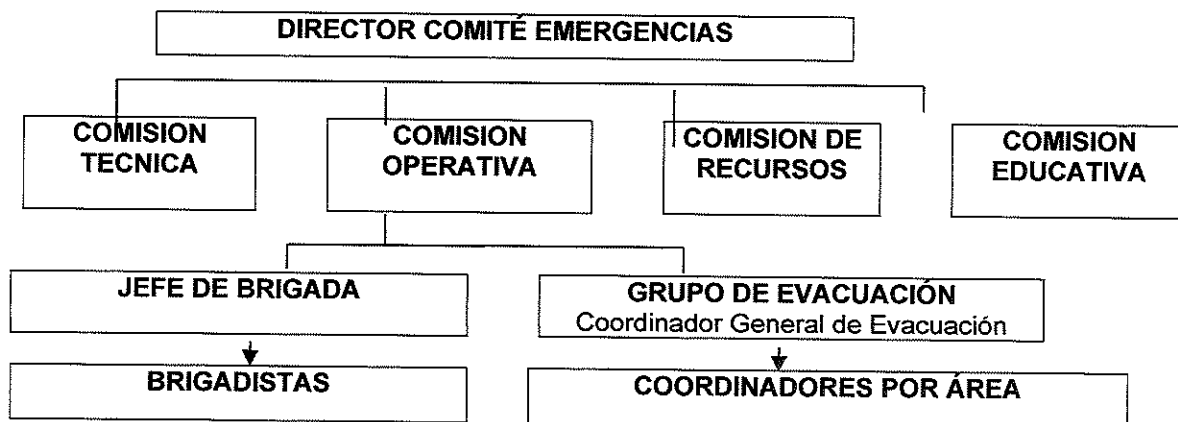 DIRECTOR COMITÉ EMERGENCIAS
COMISION
TECNICA
COMISION
OPERATIVA
COMISION DE
RECURSOS
COMISION
EDUCATIVA
JEFE DE BRIGADA
GRUPO DE EVACUACIÓN
Coordinador General de Evacuación
BRIGADISTAS
COORDINADORES POR ÁREA